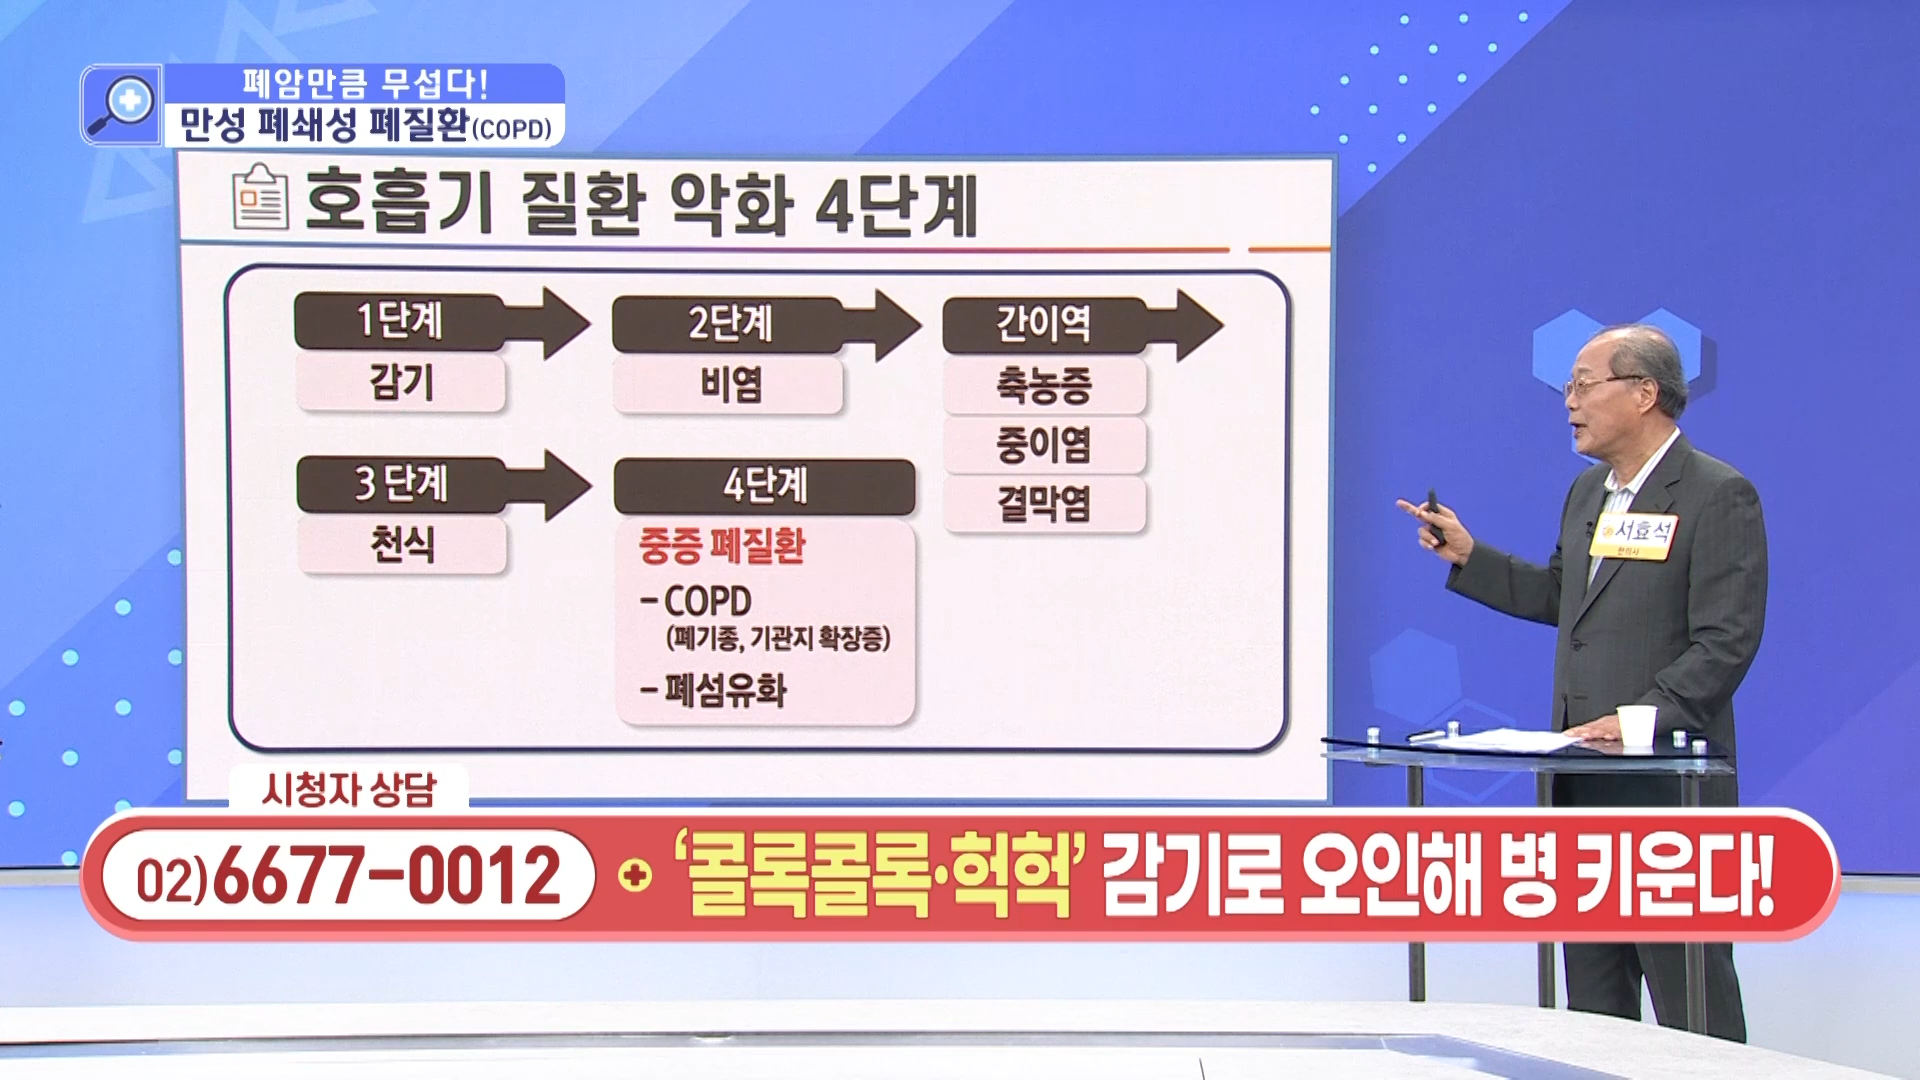 폐암만큼 무섭다!
만성 폐쇄성 폐질환(COPD)
호흡기 질환 악화 4단계
1단계
감기
2단계
비염
간이역
축농증
중이염
결막염
3단계
천식
4단계
중증 폐질환
- COPD
(폐기종, 기관지 확장증)
- 폐섬유화
서효석
한의사
시청자 상담
02)6677-0012
‘콜록콜록·헉헉’ 감기로 오인해 병 키운다!